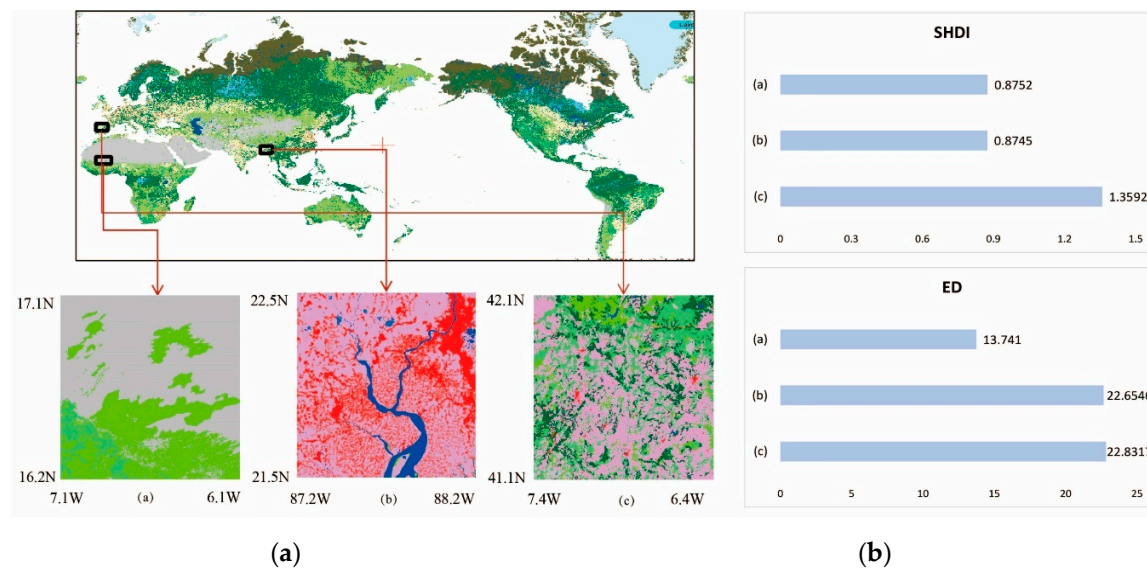 SHDI
(a)
0.8752
(b)
0.8745
(c)
1.3592
0 0.3 0.6 0.9 1.2 1.5
17.1N
16.2N
7.1W (a) 6.1W
22.5N
21.5N
87.2W (b) 88.2W
42.1N
41.1N
7.4W (c) 6.4W
ED
(a)
13.741
(b)
22.6546
(c)
22.8317
0 5 10 15 20 25
(a) (b)